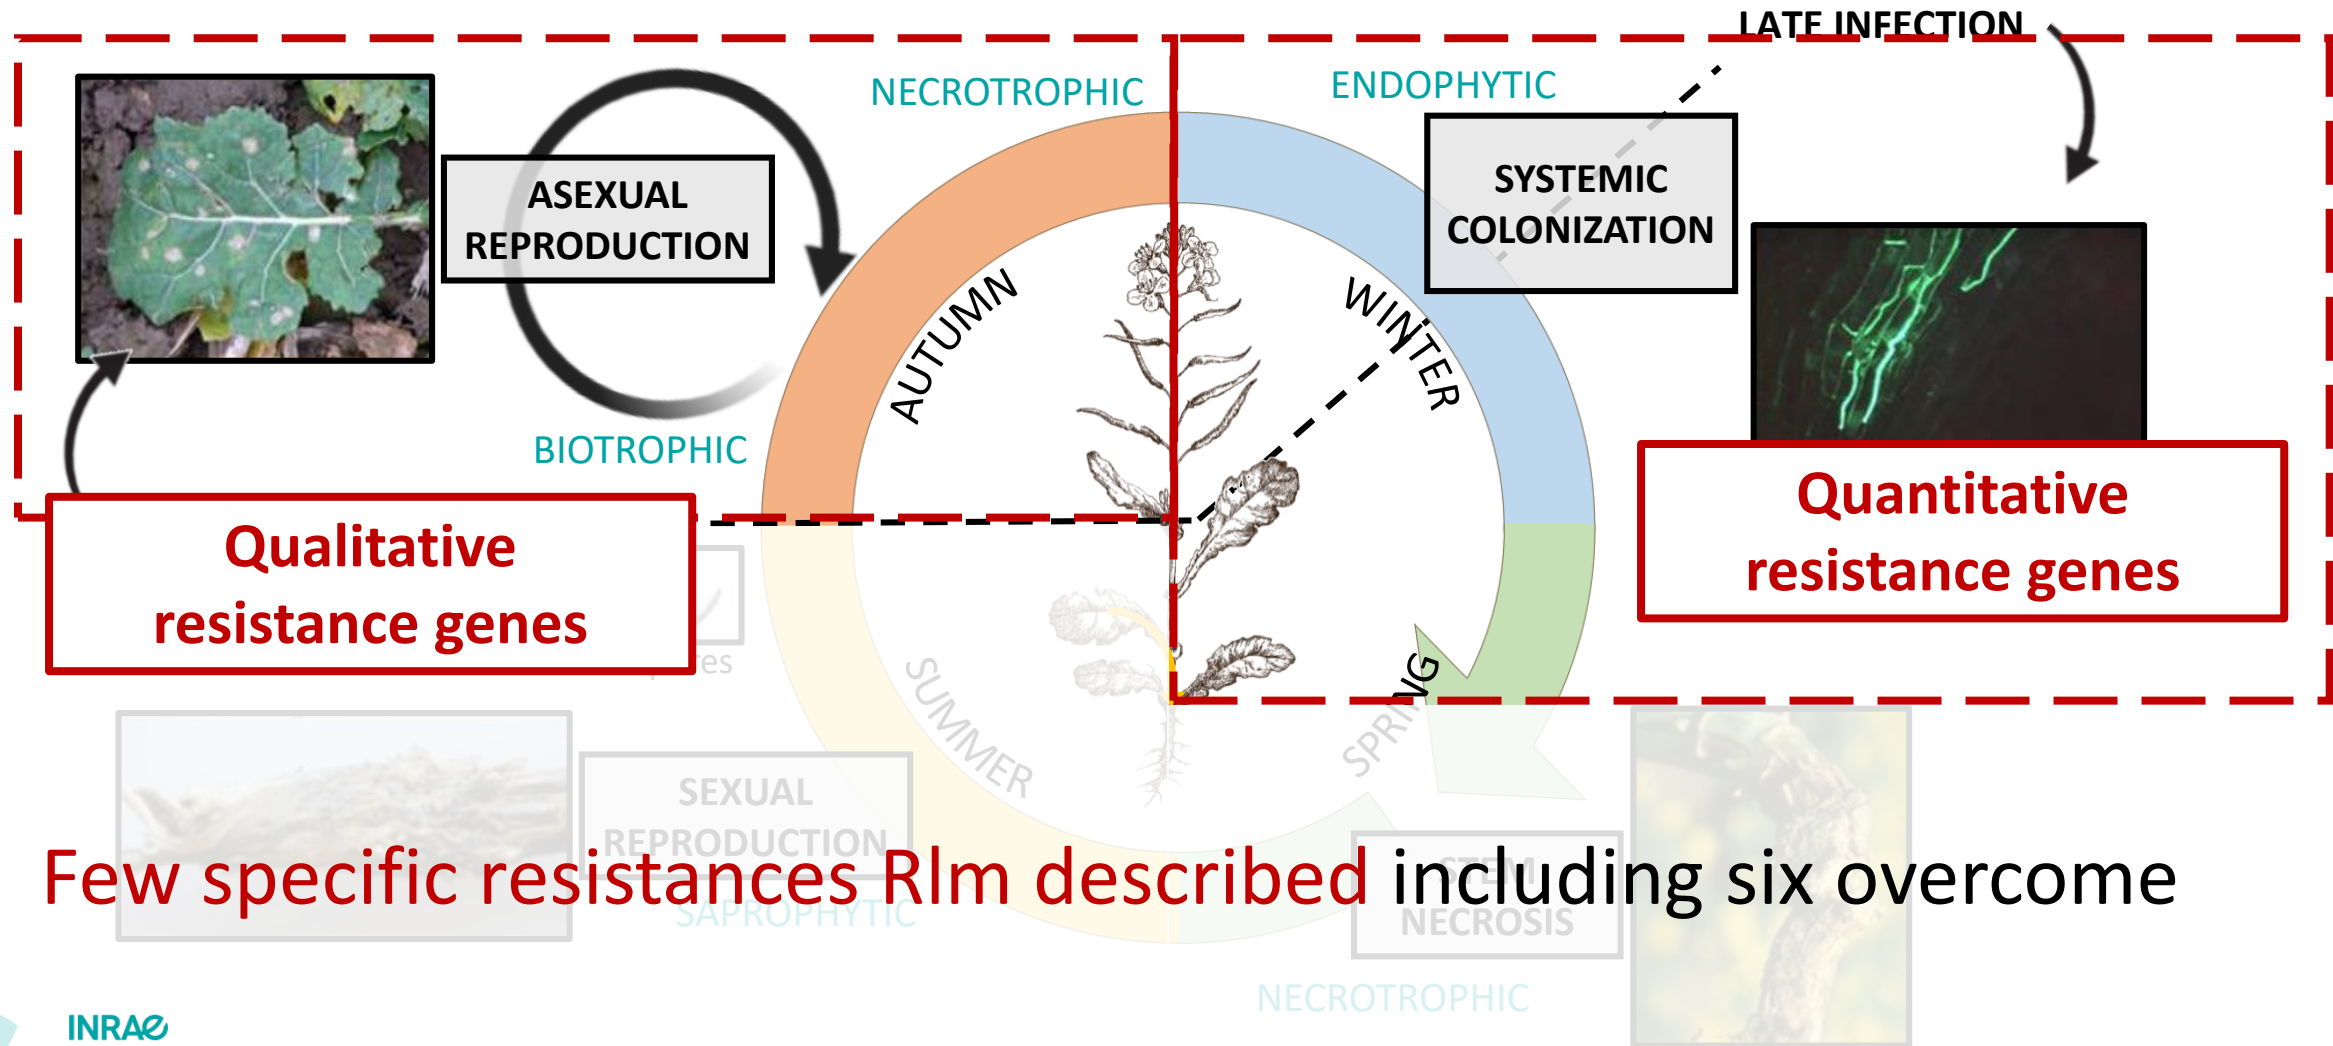 LATE INFECTION
NECROTROPHIC
ENDOPHYTIC
ASEXUAL
REPRODUCTION
SYSTEMIC
COLONIZATION
AUTUMN
WINTER
BIOTROPHIC
Quantitative
resistance genes
Qualitative
resistance genes
SUMMER
SPRING
SEXUAL
REPRODUCTION
Few specific resistances Rlm described including six overcome
STEM
NECROSIS
SAPROPHYTIC
NECROTROPHIC
INRAE